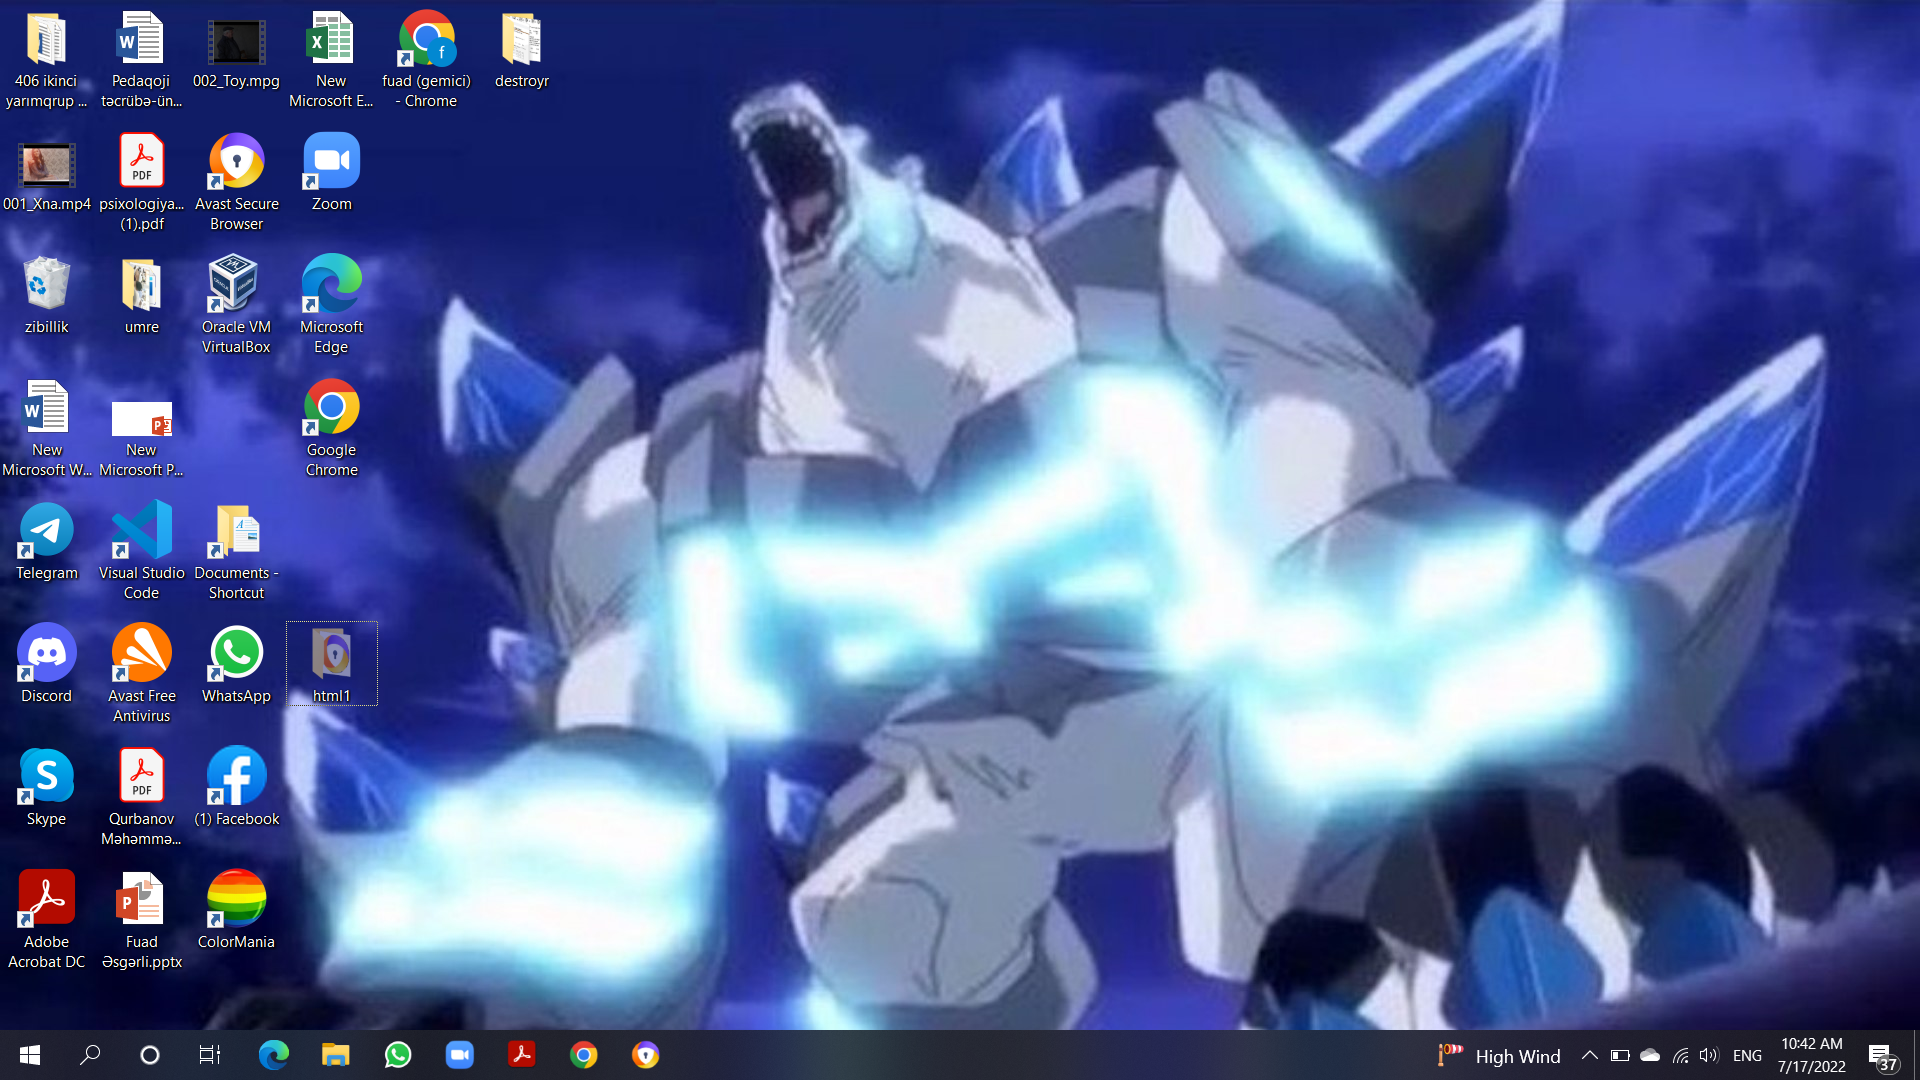 406 ikinci
yarımqrup ...
Pedaqoji
təcrübə-ün...
002_Toy.mpg
New
Microsoft E...
fuad (gemici)
- Chrome
destroyr
001_Xna.mp4
PDF
psixologiya...
(1).pdf
Avast Secure
Browser
Zoom
zibillik
umre
Oracle VM
VirtualBox
Microsoft
Edge
New
Microsoft W...
New
Microsoft P...
Google
Chrome
Telegram
Visual Studio
Code
Documents -
Shortcut
Discord
Avast Free
Antivirus
WhatsApp
html1
Skype
PDF
Qurbanov
Məhəmmə...
(1) Facebook
Adobe
Acrobat DC
Fuad
Əsgərli.pptx
ColorMania
High Wind
ENG
10:42 AM
7/17/2022
37